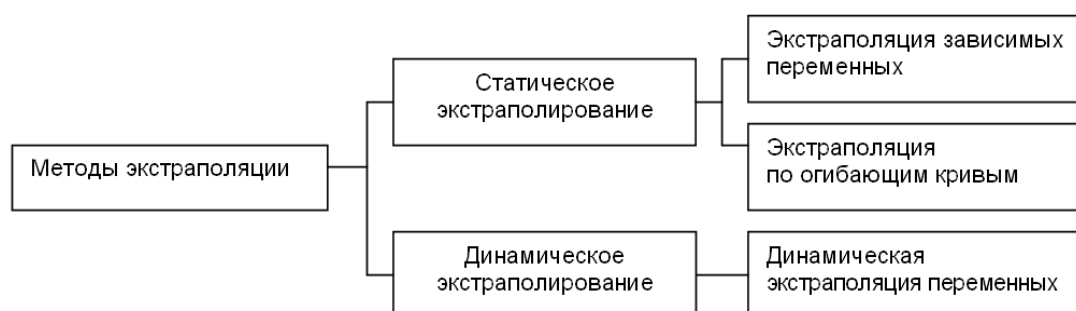 Методы экстраполяции
Статическое
экстраполирование
Экстраполяция зависимых
переменных
Экстраполяция
по огибающим кривым
Динамическое
экстраполирование
Динамическая
экстраполяция переменных